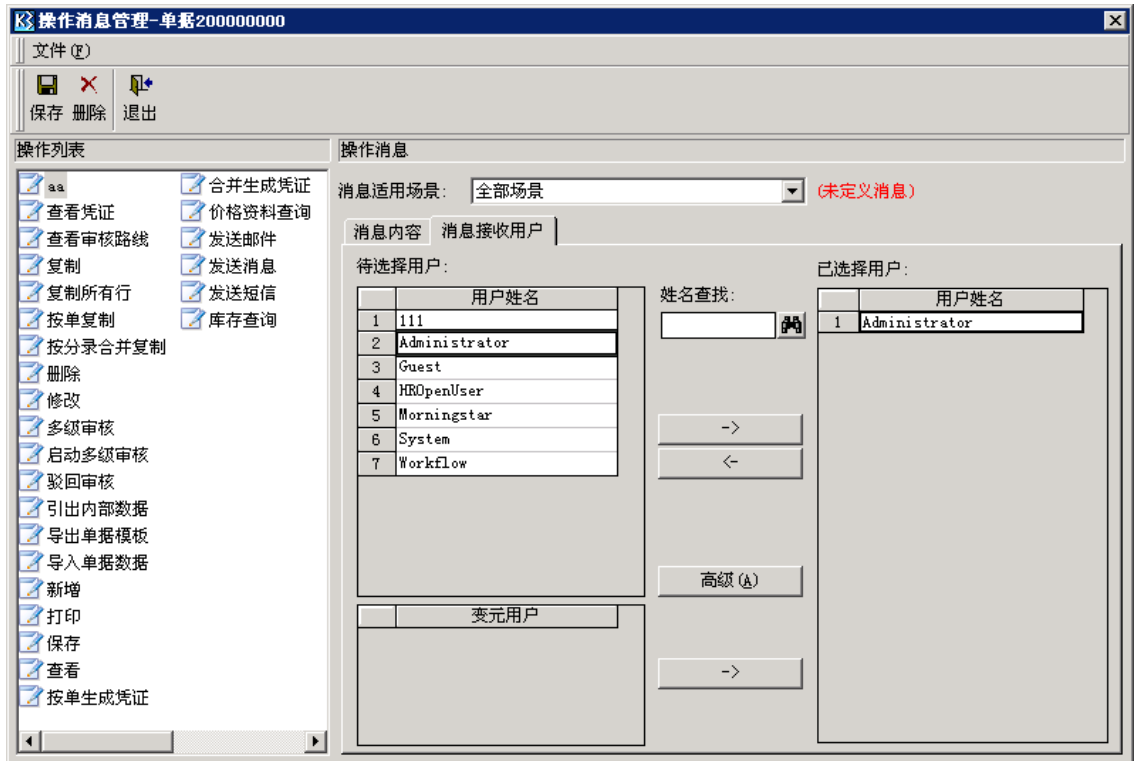 操作消息管理-单据200000000
文件(F)
保存 删除 退出
操作列表
aa
查看凭证
查看审核路线
复制
复制所有行
按单复制
按分录合并复制
删除
修改
多级审核
启动多级审核
驳回审核
引出内部数据
导出单据模板
导入单据数据
新增
打印
保存
查看
按单生成凭证
合并生成凭证
价格资料查询
发送邮件
发送消息
发送短信
库存查询
操作消息
消息适用场景: 全部场景 (未定义消息)
消息内容 消息接收用户
待选择用户:
用户姓名
1 111
2 Administrator
3 Guest
4 HROpenUser
5 Morningstar
6 System
7 Workflow
变元用户
姓名查找:
->
<-
高级(A)
->
已选择用户:
用户姓名
1 Administrator